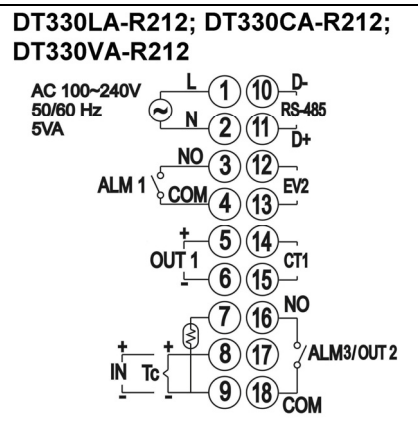 DT330LA-R212; DT330CA-R212;
DT330VA-R212
AC 100~240V
50/60 Hz
5VA
L 1 10 D-
RS-485
N 2 11 D+
NO 3 12
ALM 1 EV2
COM 4 13
+ 5 14
OUT 1 CT1
- 6 15
7 16 NO
+ + 8 17 ALM3/OUT 2
IN Tc
- - 9 18 COM